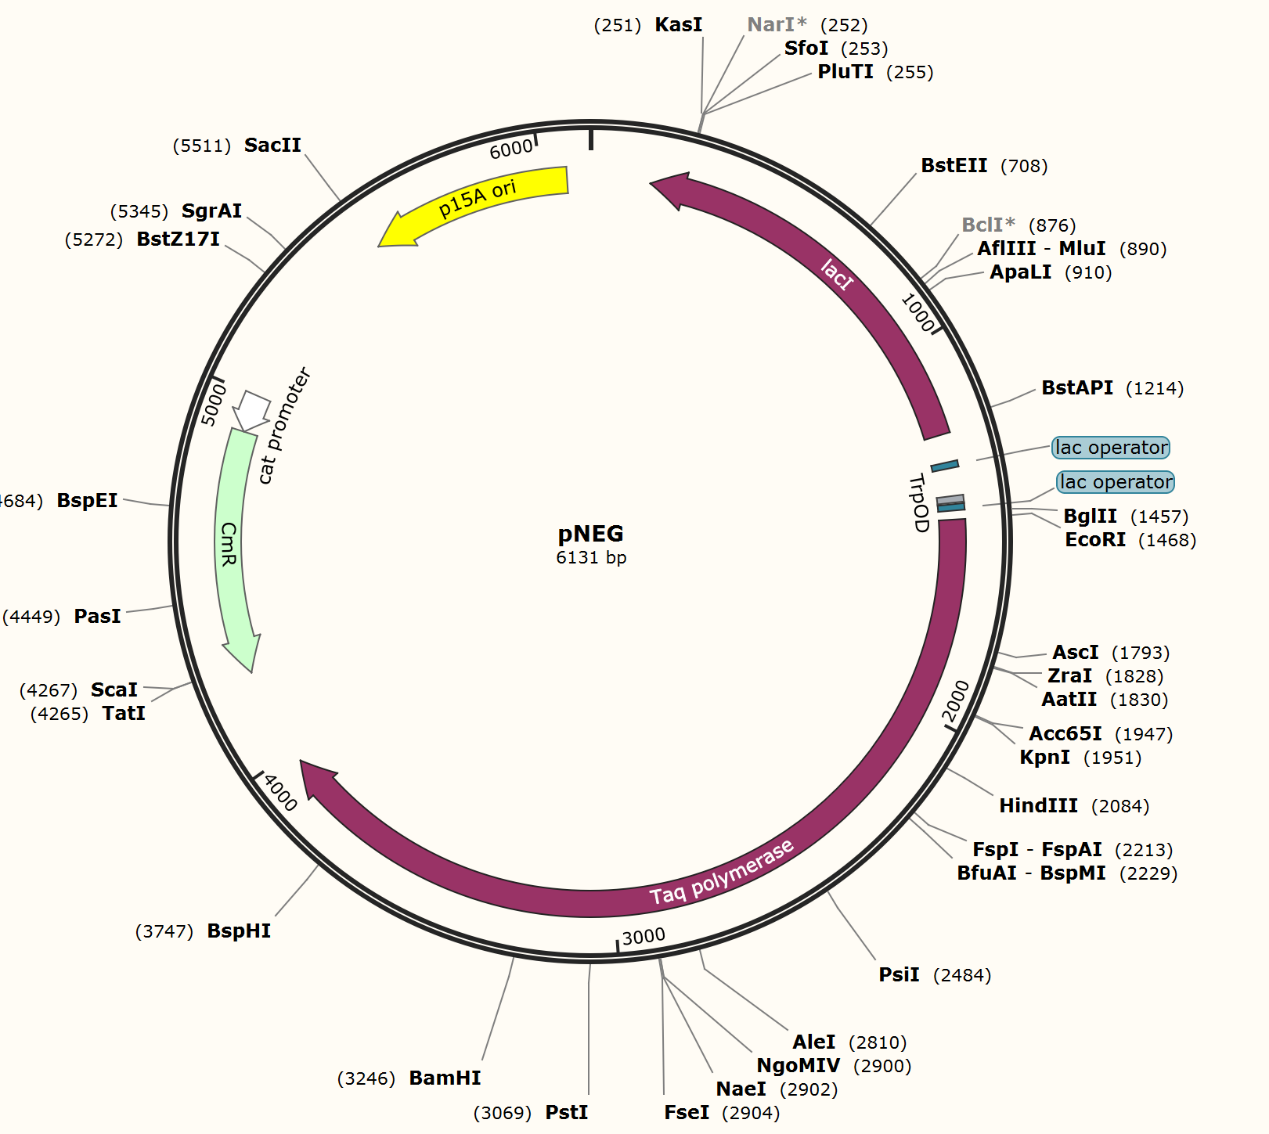 (251) KasI
NarI* (252)
SfoI (253)
PluTI (255)
BstEII (708)
BclI* (876)
AflIII - MluI (890)
ApaLI (910)
BstAPI (1214)
lac operator
lac operator
BglII (1457)
EcoRI (1468)
AscI (1793)
ZraI (1828)
AatII (1830)
Acc65I (1947)
KpnI (1951)
HindIII (2084)
FspI - FspAI (2213)
BfuAI - BspMI (2229)
PsiI (2484)
AleI (2810)
NgoMIV (2900)
NaeI (2902)
FseI (2904)
(3069) PstI
(3246) BamHI
(3747) BspHI
(4265) TatI
(4267) ScaI
(4449) PasI
4684) BspEI
(5272) BstZ17I
(5345) SgrAI
(5511) SacII
6000
1000
2000
3000
4000
5000
p15A ori
lacI
TrpOD
Taq polymerase
CmR
cat promoter
pNEG
6131 bp